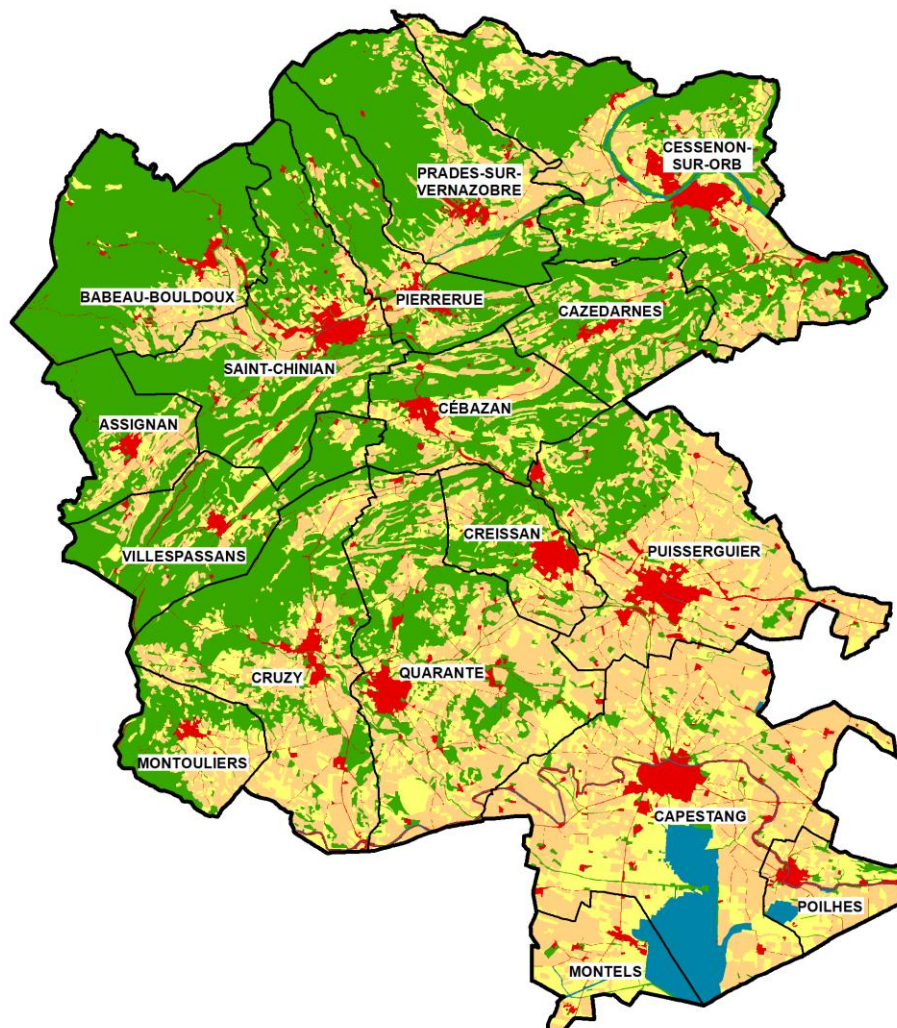 CESSENON-
SUR-ORB
PRADES-SUR-
VERNAZOBRE
BABEAU-BOULDOUX
PIERRERUE
CAZEDARNES
SAINT-CHINIAN
CÉBAZAN
ASSIGNAN
CREISSAN
VILLESPASSANS
PUISSERGUIER
CRUZY
QUARANTE
MONTOULIERS
CAPESTANG
POILHES
MONTELS